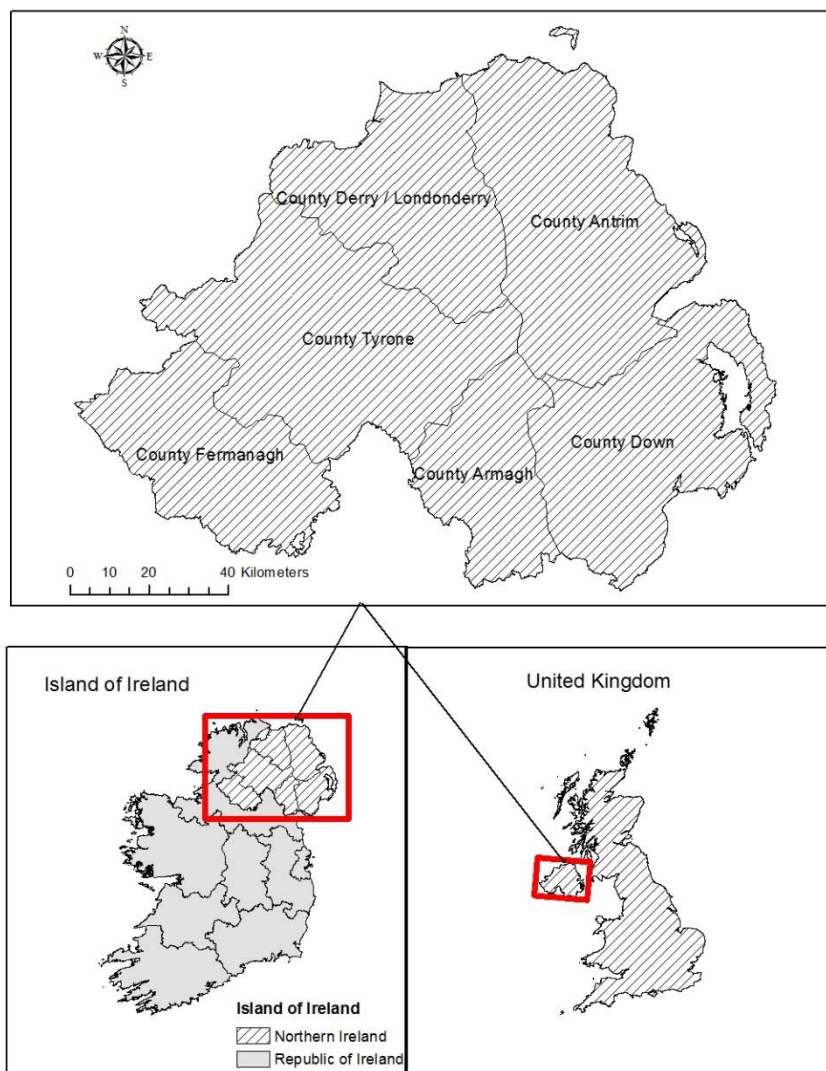 N
W E
S
County Derry / Londonderry
County Antrim
County Tyrone
County Fermanagh
County Armagh
County Down
0 10 20 40 Kilometers
Island of Ireland
United Kingdom
Island of Ireland
Northern Ireland
Republic of Ireland